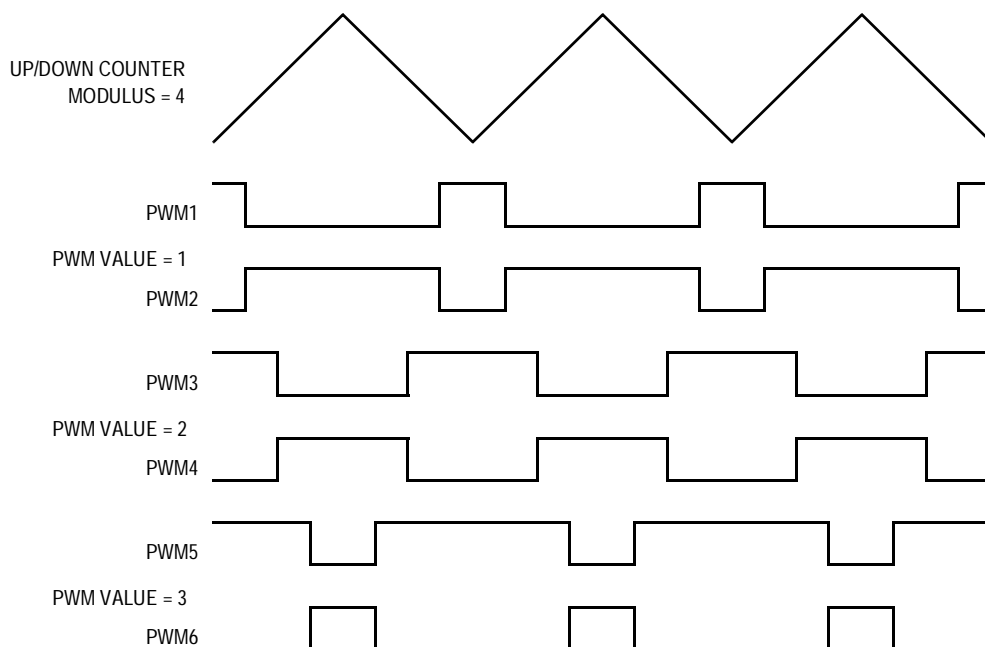 UP/DOWN COUNTER
MODULUS = 4
PWM1
PWM VALUE = 1
PWM2
PWM3
PWM VALUE = 2
PWM4
PWM5
PWM VALUE = 3
PWM6